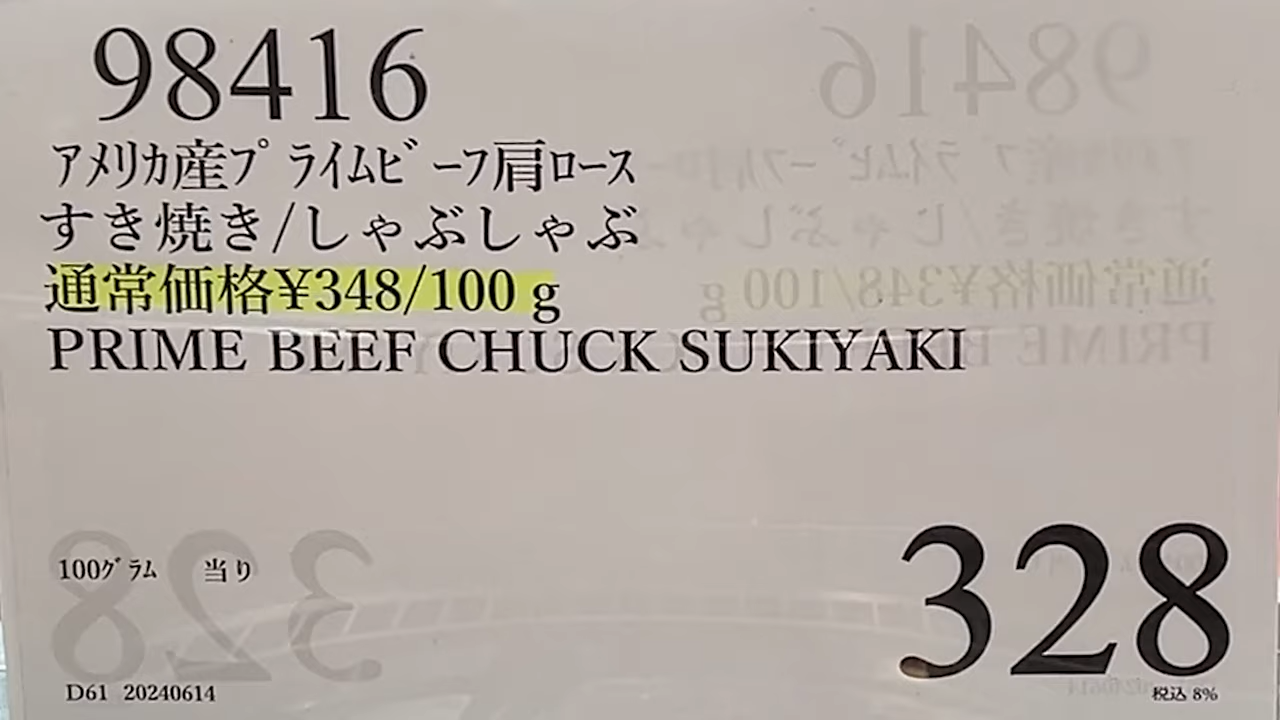 98416
ｱﾒﾘｶ産ﾌﾟﾗｲﾑﾋﾞｰﾌ肩ﾛｰｽ
すき焼き/しゃぶしゃぶ
通常価格¥348/100 g
PRIME BEEF CHUCK SUKIYAKI
100ｸﾞﾗﾑ 当り
328
D61 20240614
税込 8%